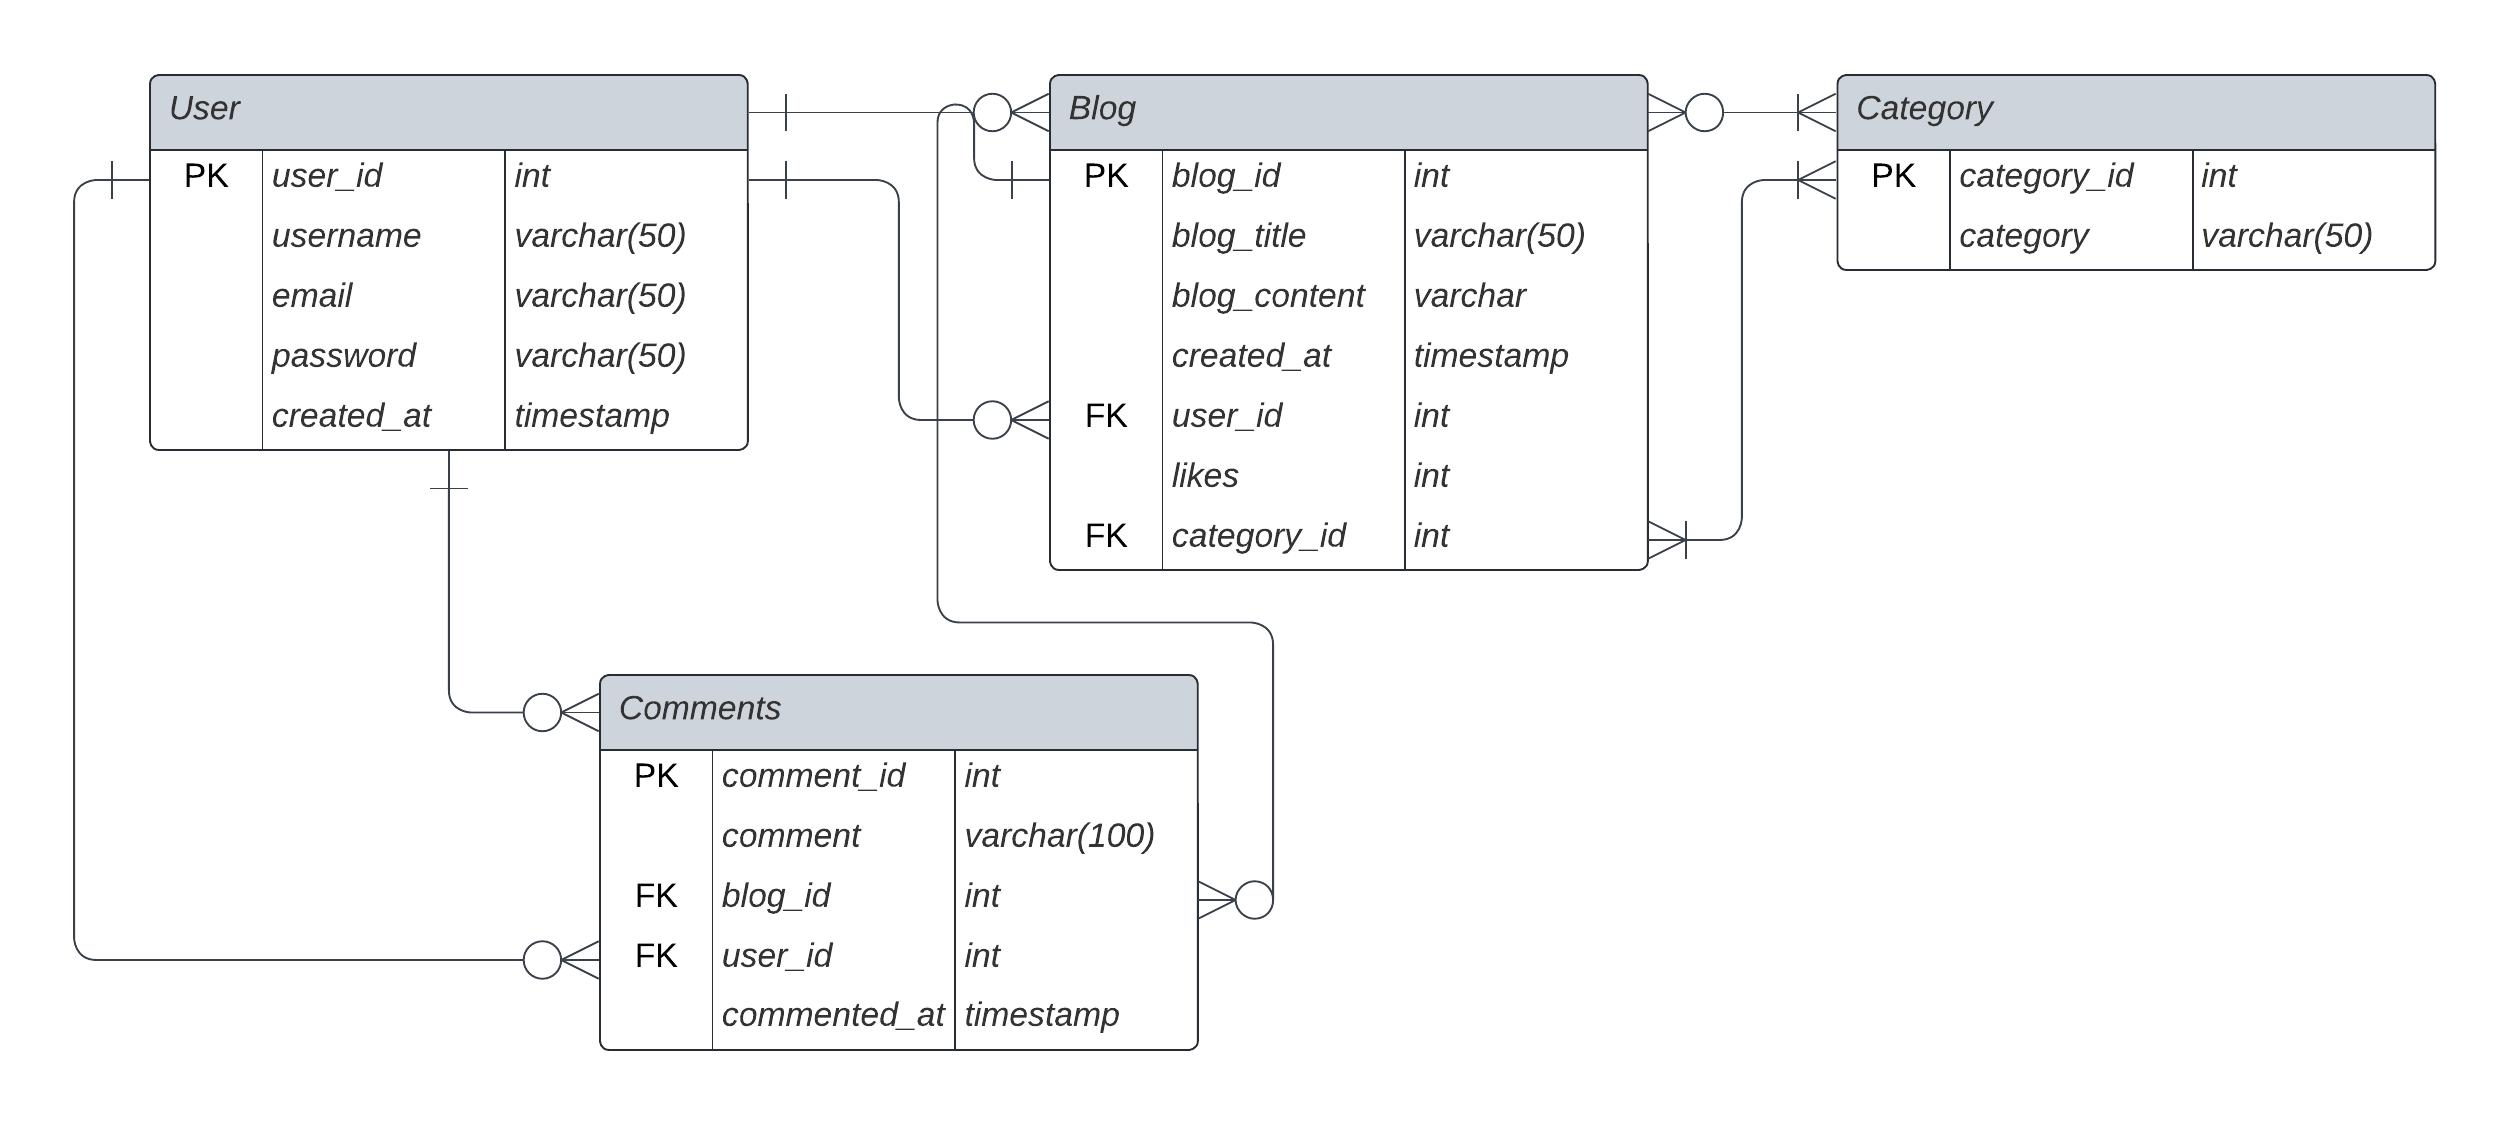 User
PK user_id int
username varchar(50)
email varchar(50)
password varchar(50)
created_at timestamp
Blog
PK blog_id int
blog_title varchar(50)
blog_content varchar
created_at timestamp
FK user_id int
likes int
FK category_id int
Category
PK category_id int
category varchar(50)
Comments
PK comment_id int
comment varchar(100)
FK blog_id int
FK user_id int
commented_at timestamp